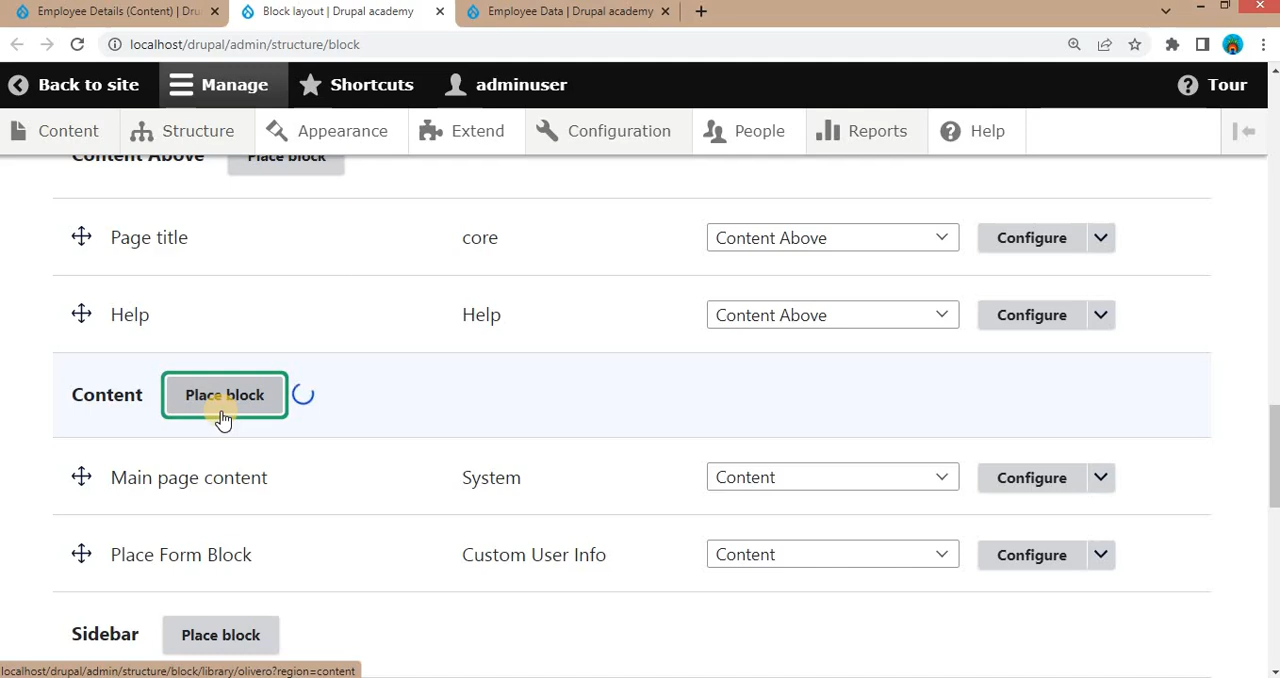 Employee Details (Content) | Dru
Block layout | Drupal academy
Employee Data | Drupal academy
localhost/drupal/admin/structure/block
Back to site
Manage
Shortcuts
adminuser
Tour
Content
Structure
Appearance
Extend
Configuration
People
Reports
Help
Content Above
Place block
Page title
core
Content Above
Configure
Help
Help
Content Above
Configure
Content
Place block
Main page content
System
Content
Configure
Place Form Block
Custom User Info
Content
Configure
Sidebar
Place block
localhost/drupal/admin/structure/block/library/olivero?region=content